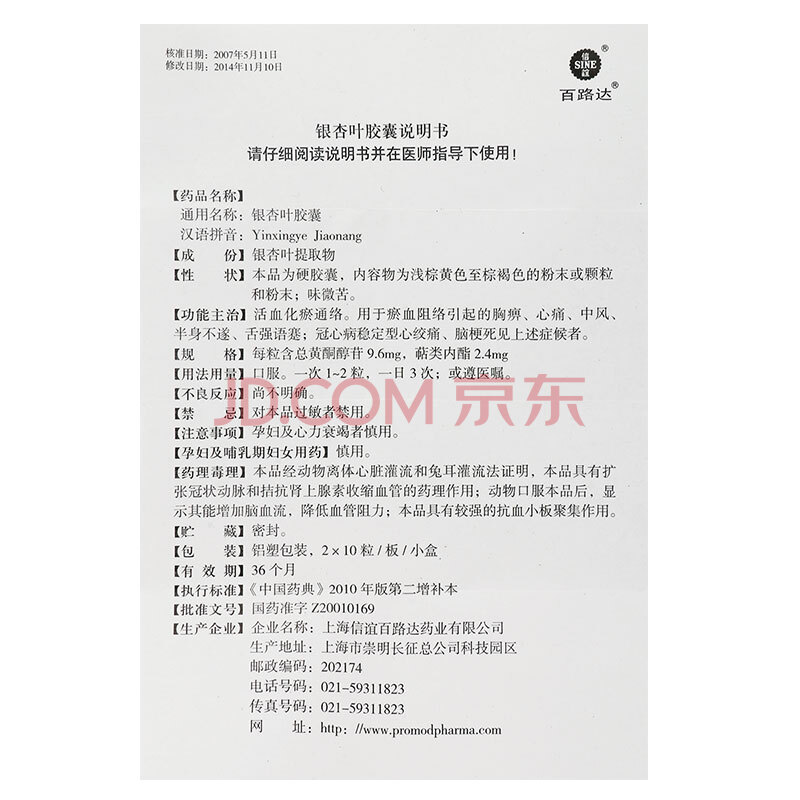 核准日期：2007年5月11日
修改日期：2014年11月10日
信
SINE
谊
®
百路达®
银杏叶胶囊说明书
请仔细阅读说明书并在医师指导下使用！
【药品名称】
通用名称：银杏叶胶囊
汉语拼音：Yinxingye Jiaonang
【成 份】银杏叶提取物
【性 状】本品为硬胶囊，内容物为浅棕黄色至棕褐色的粉末或颗粒
和粉末；味微苦。
【功能主治】活血化瘀通络。用于瘀血阻络引起的胸痹、心痛、中风、
半身不遂、舌强语塞；冠心病稳定型心绞痛、脑梗死见上述症候者。
【规 格】每粒含总黄酮醇苷 9.6mg，萜类内酯 2.4mg
【用法用量】口服。一次 1~2 粒，一日 3 次；或遵医嘱。
【不良反应】尚不明确。
JD.COM 京东
【禁 忌】对本品过敏者禁用。
【注意事项】孕妇及心力衰竭者慎用。
【孕妇及哺乳期妇女用药】慎用。
【药理毒理】本品经动物离体心脏灌流和兔耳灌流法证明，本品具有扩
张冠状动脉和拮抗肾上腺素收缩血管的药理作用；动物口服本品后，显
示其能增加脑血流，降低血管阻力；本品具有较强的抗血小板聚集作用。
【贮 藏】密封。
【包 装】铝塑包装，2×10 粒 / 板 / 小盒
【有 效 期】36 个月
【执行标准】《中国药典》2010 年版第二增补本
【批准文号】国药准字 Z20010169
【生产企业】企业名称：上海信谊百路达药业有限公司
生产地址：上海市崇明长征总公司科技园区
邮政编码：202174
电话号码：021-59311823
传真号码：021-59311823
网 址：http：//www.promodpharma.com